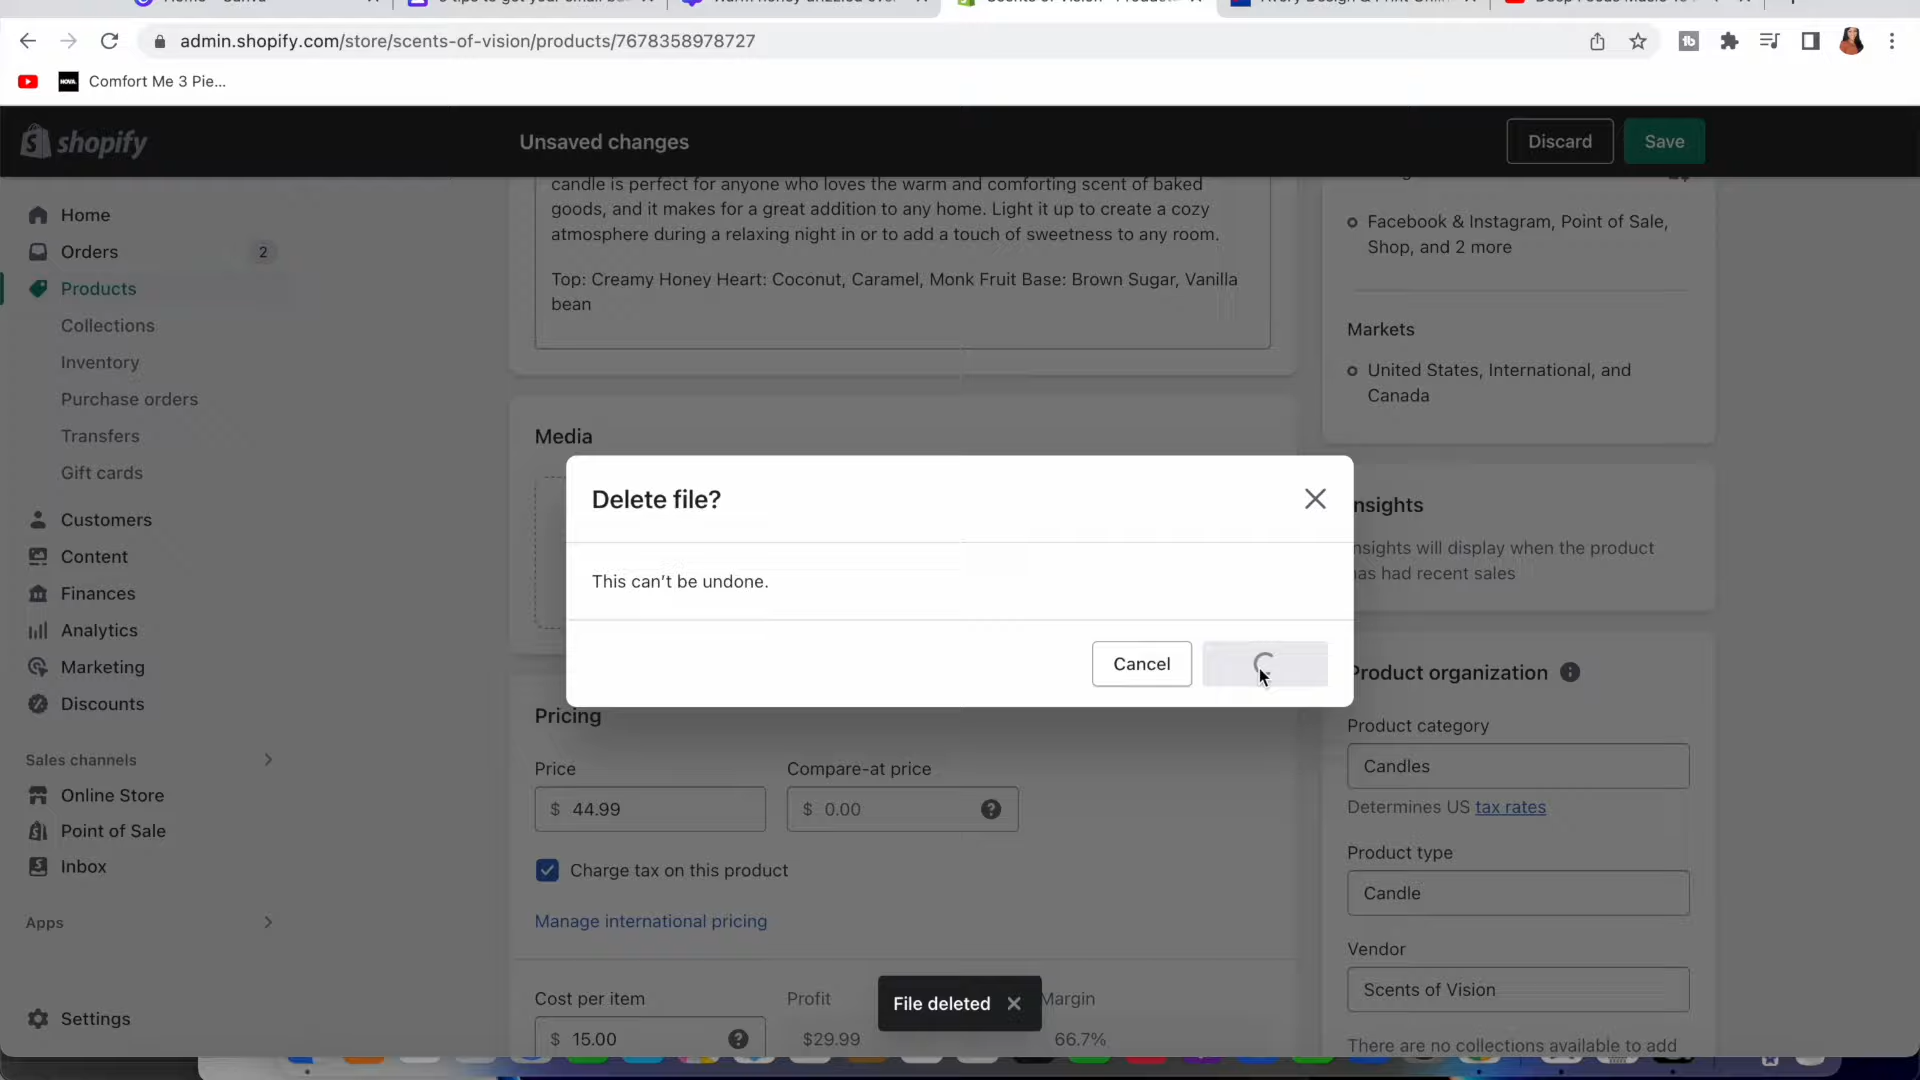 admin.shopify.com/store/scents-of-vision/products/7678358978727
Comfort Me 3 Pie...
shopify
Unsaved changes
Discard
Save
Home
Orders
2
Products
Collections
Inventory
Purchase orders
Transfers
Gift cards
Customers
Content
Finances
Analytics
Marketing
Discounts
Sales channels
Online Store
Point of Sale
Inbox
Apps
Settings
candle is perfect for anyone who loves the warm and comforting scent of baked
goods, and it makes for a great addition to any home. Light it up to create a cozy
atmosphere during a relaxing night in or to add a touch of sweetness to any room.
Top: Creamy Honey Heart: Coconut, Caramel, Monk Fruit Base: Brown Sugar, Vanilla
bean
Media
Delete file?
This can't be undone.
Cancel
Pricing
Price
Compare-at price
$ 44.99
$ 0.00
Charge tax on this product
Manage international pricing
Cost per item
Profit
Margin
$ 15.00
$29.99
66.7%
File deleted
Facebook & Instagram, Point of Sale,
Shop, and 2 more
Markets
United States, International, and
Canada
nsights
nsights will display when the product
as had recent sales
Product organization
Product category
Candles
Determines US tax rates
Product type
Candle
Vendor
Scents of Vision
There are no collections available to add